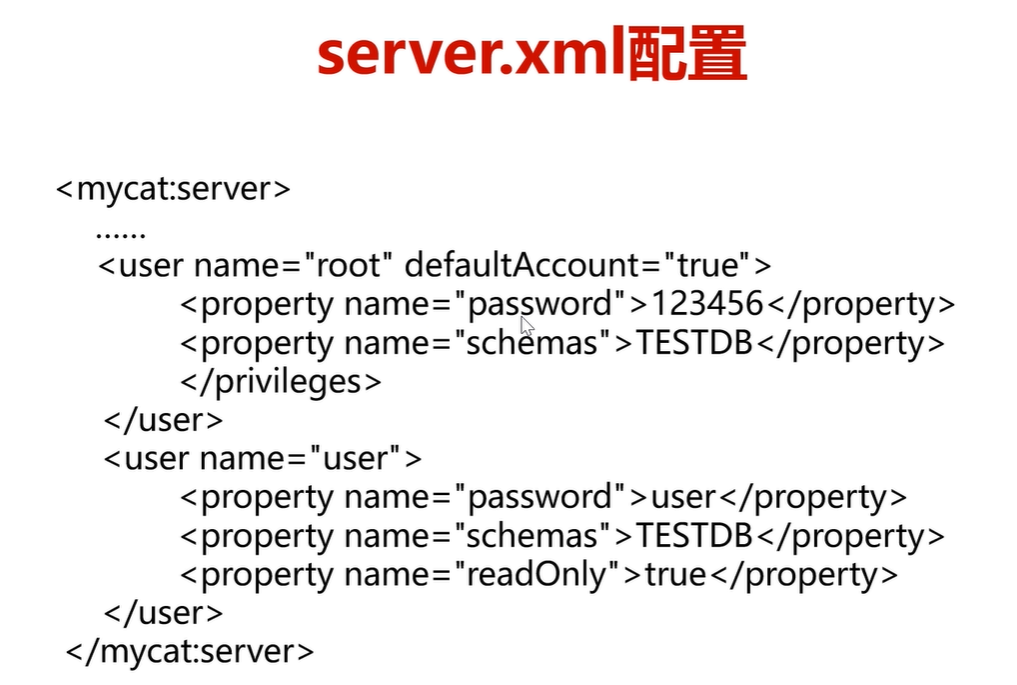 server.xml配置
<mycat:server>
......
<user name="root" defaultAccount="true">
<property name="password">123456</property>
<property name="schemas">TESTDB</property>
</privileges>
</user>
<user name="user">
<property name="password">user</property>
<property name="schemas">TESTDB</property>
<property name="readOnly">true</property>
</user>
</mycat:server>